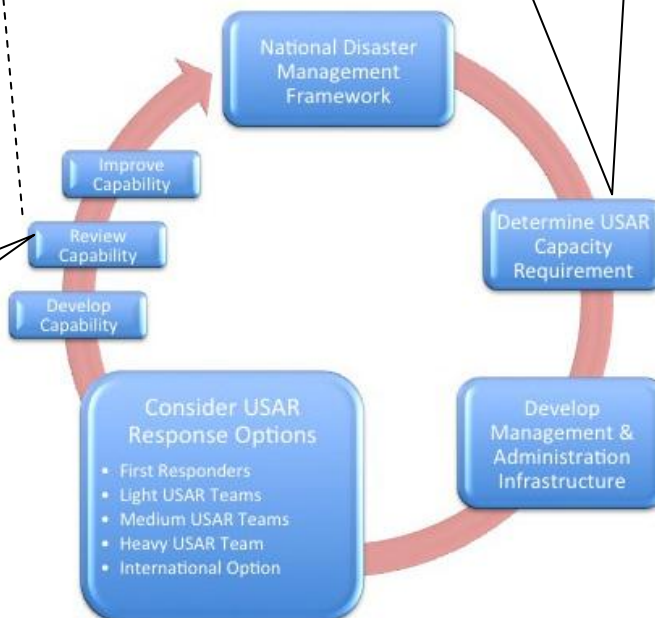 National Disaster
Management
Framework
Determine USAR
Capacity
Requirement
Develop
Management &
Administration
Infrastructure
Consider USAR
Response Options
• First Responders
• Light USAR Teams
• Medium USAR Teams
• Heavy USAR Team
• International Option
Develop
Capability
Review
Capability
Improve
Capability